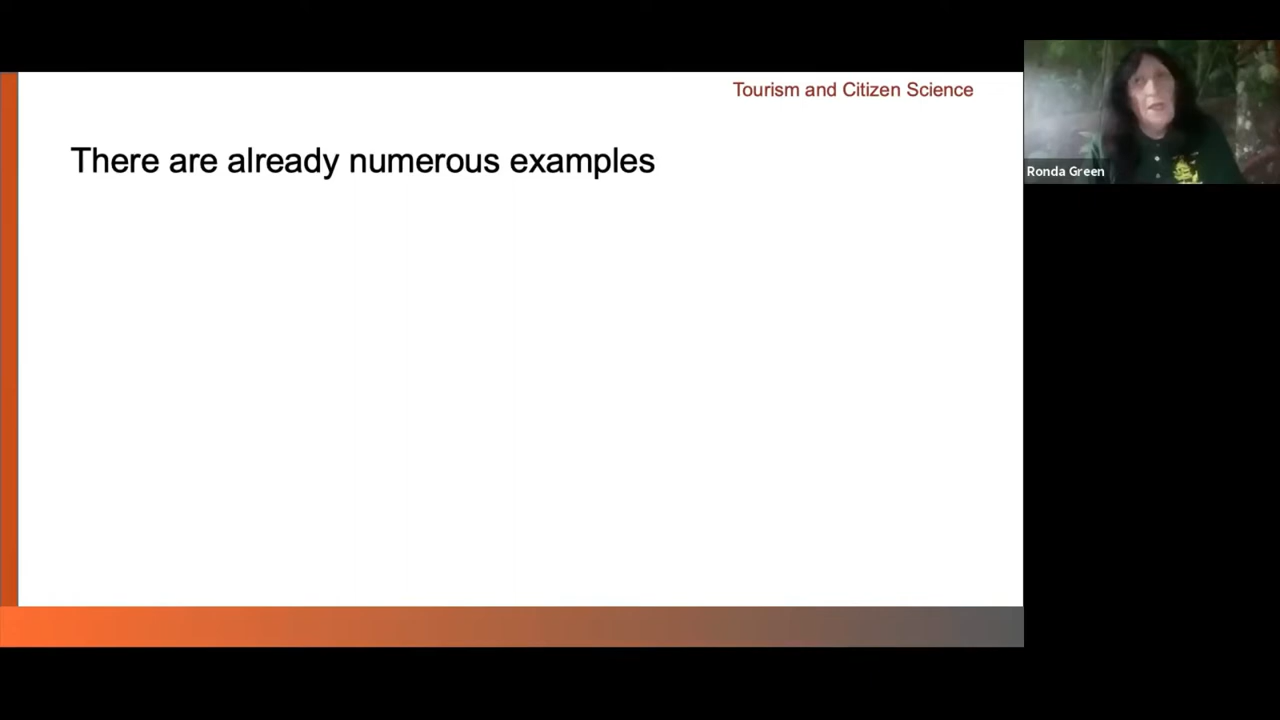 Tourism and Citizen Science
There are already numerous examples
Ronda Green